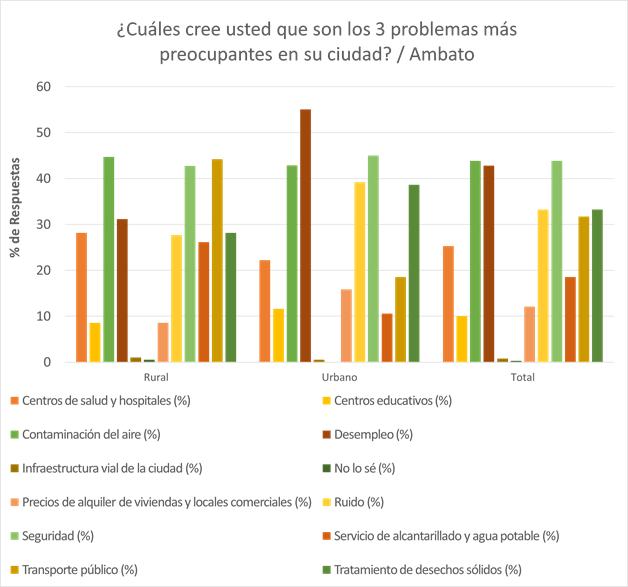 ¿Cuáles cree usted que son los 3 problemas más
preocupantes en su ciudad? / Ambato
% de Respuestas
60
50
40
30
20
10
0
Rural Urbano Total
Centros de salud y hospitales (%) Centros educativos (%)
Contaminación del aire (%) Desempleo (%)
Infraestructura vial de la ciudad (%) No lo sé (%)
Precios de alquiler de viviendas y locales comerciales (%) Ruido (%)
Seguridad (%) Servicio de alcantarillado y agua potable (%)
Transporte público (%) Tratamiento de desechos sólidos (%)